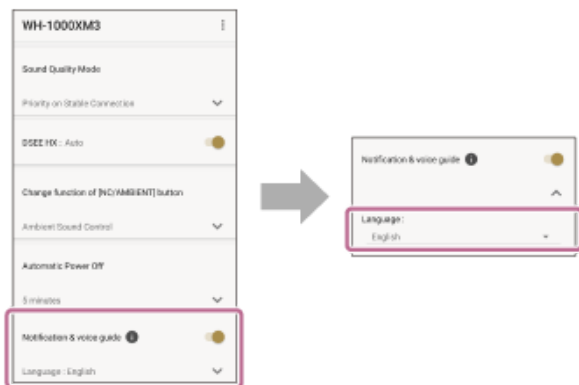 WH-1000XM3
Sound Quality Mode
Priority on Stable Connection
DSEE HX : Auto
Change function of [NC/AMBIENT] button
Ambient Sound Control
Automatic Power Off
5 minutes
Notification & voice guide
Language : English
Notification & voice guide
Language :
English